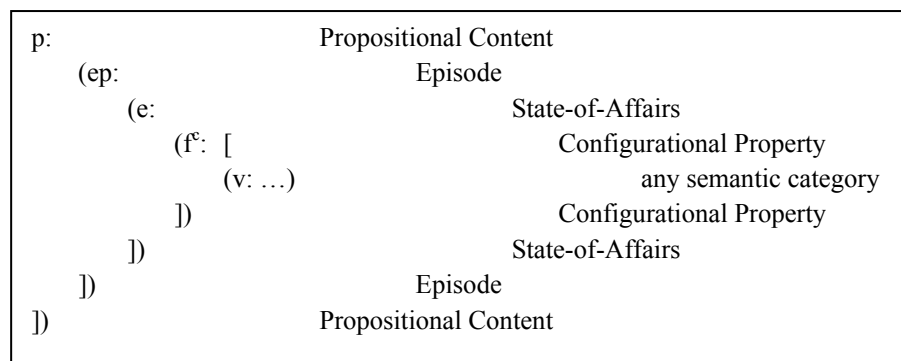 p: Propositional Content
(ep: Episode
(e: State-of-Affairs
(fᶜ: [ Configurational Property
(v: …) any semantic category
]) Configurational Property
]) State-of-Affairs
]) Episode
]) Propositional Content